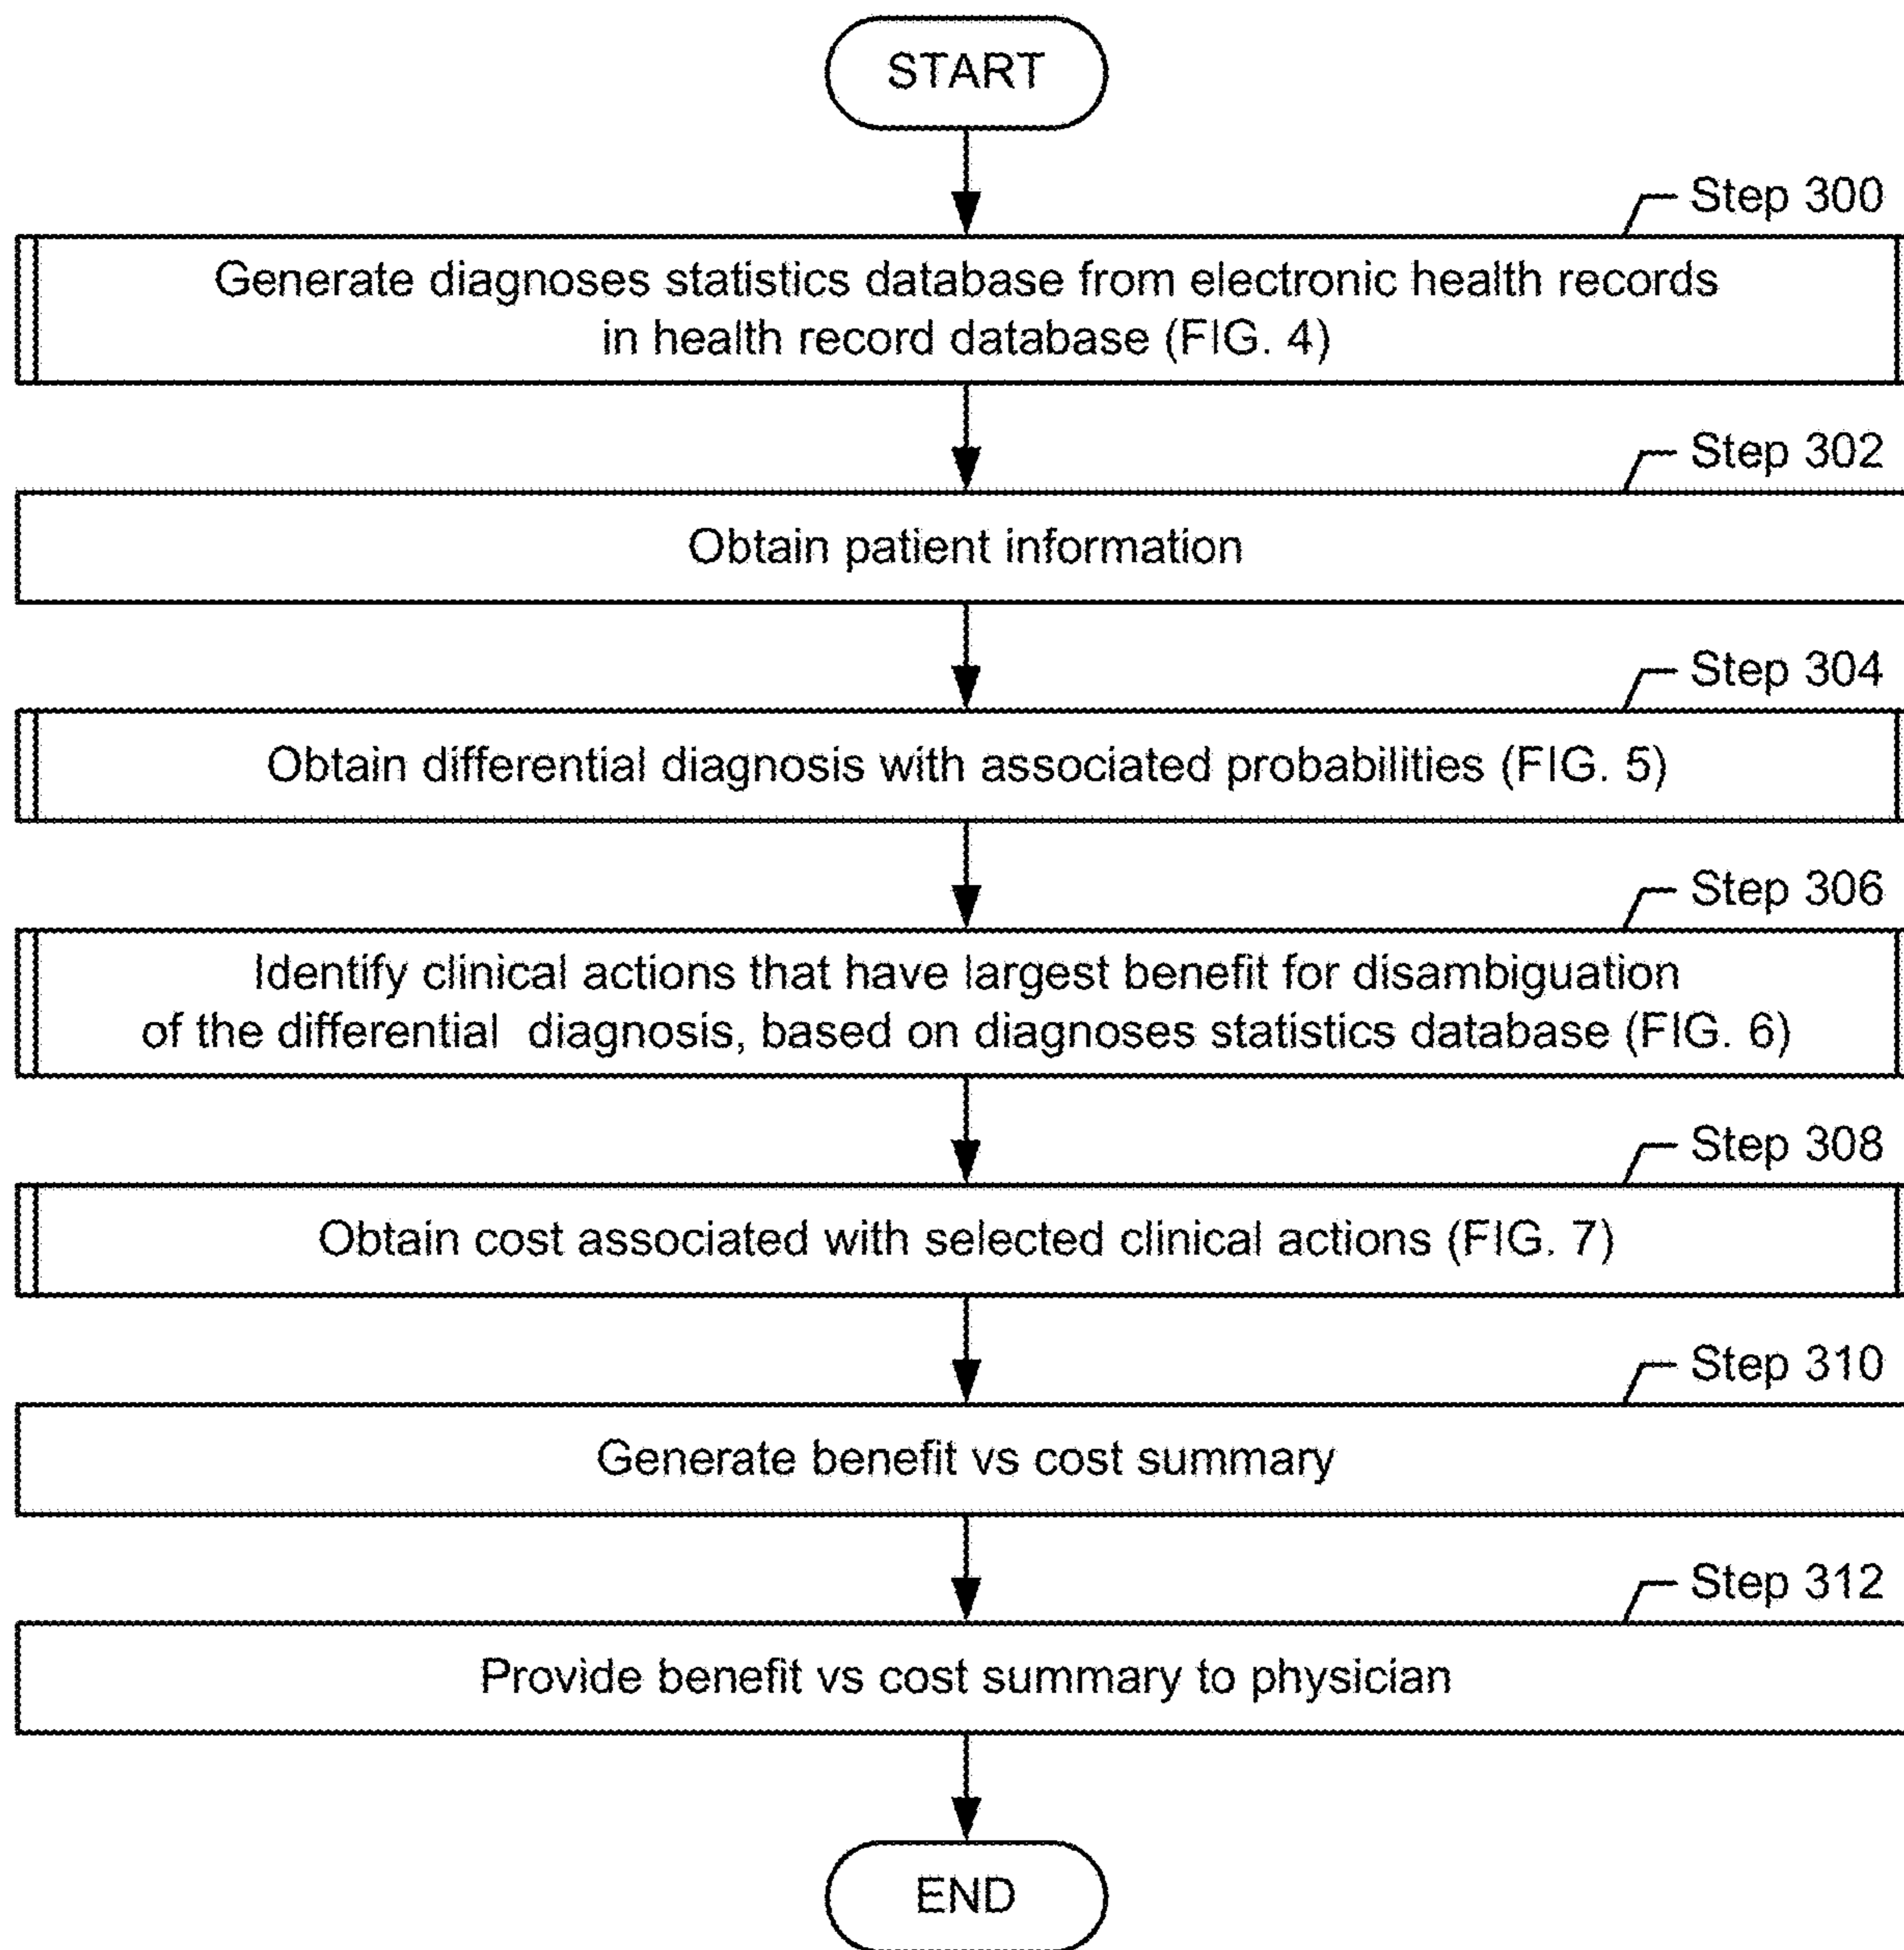 START
Step 300
Generate diagnoses statistics database from electronic health records
in health record database (FIG. 4)
Step 302
Obtain patient information
Step 304
Obtain differential diagnosis with associated probabilities (FIG. 5)
Step 306
Identify clinical actions that have largest benefit for disambiguation
of the differential diagnosis, based on diagnoses statistics database (FIG. 6)
Step 308
Obtain cost associated with selected clinical actions (FIG. 7)
Step 310
Generate benefit vs cost summary
Step 312
Provide benefit vs cost summary to physician
END